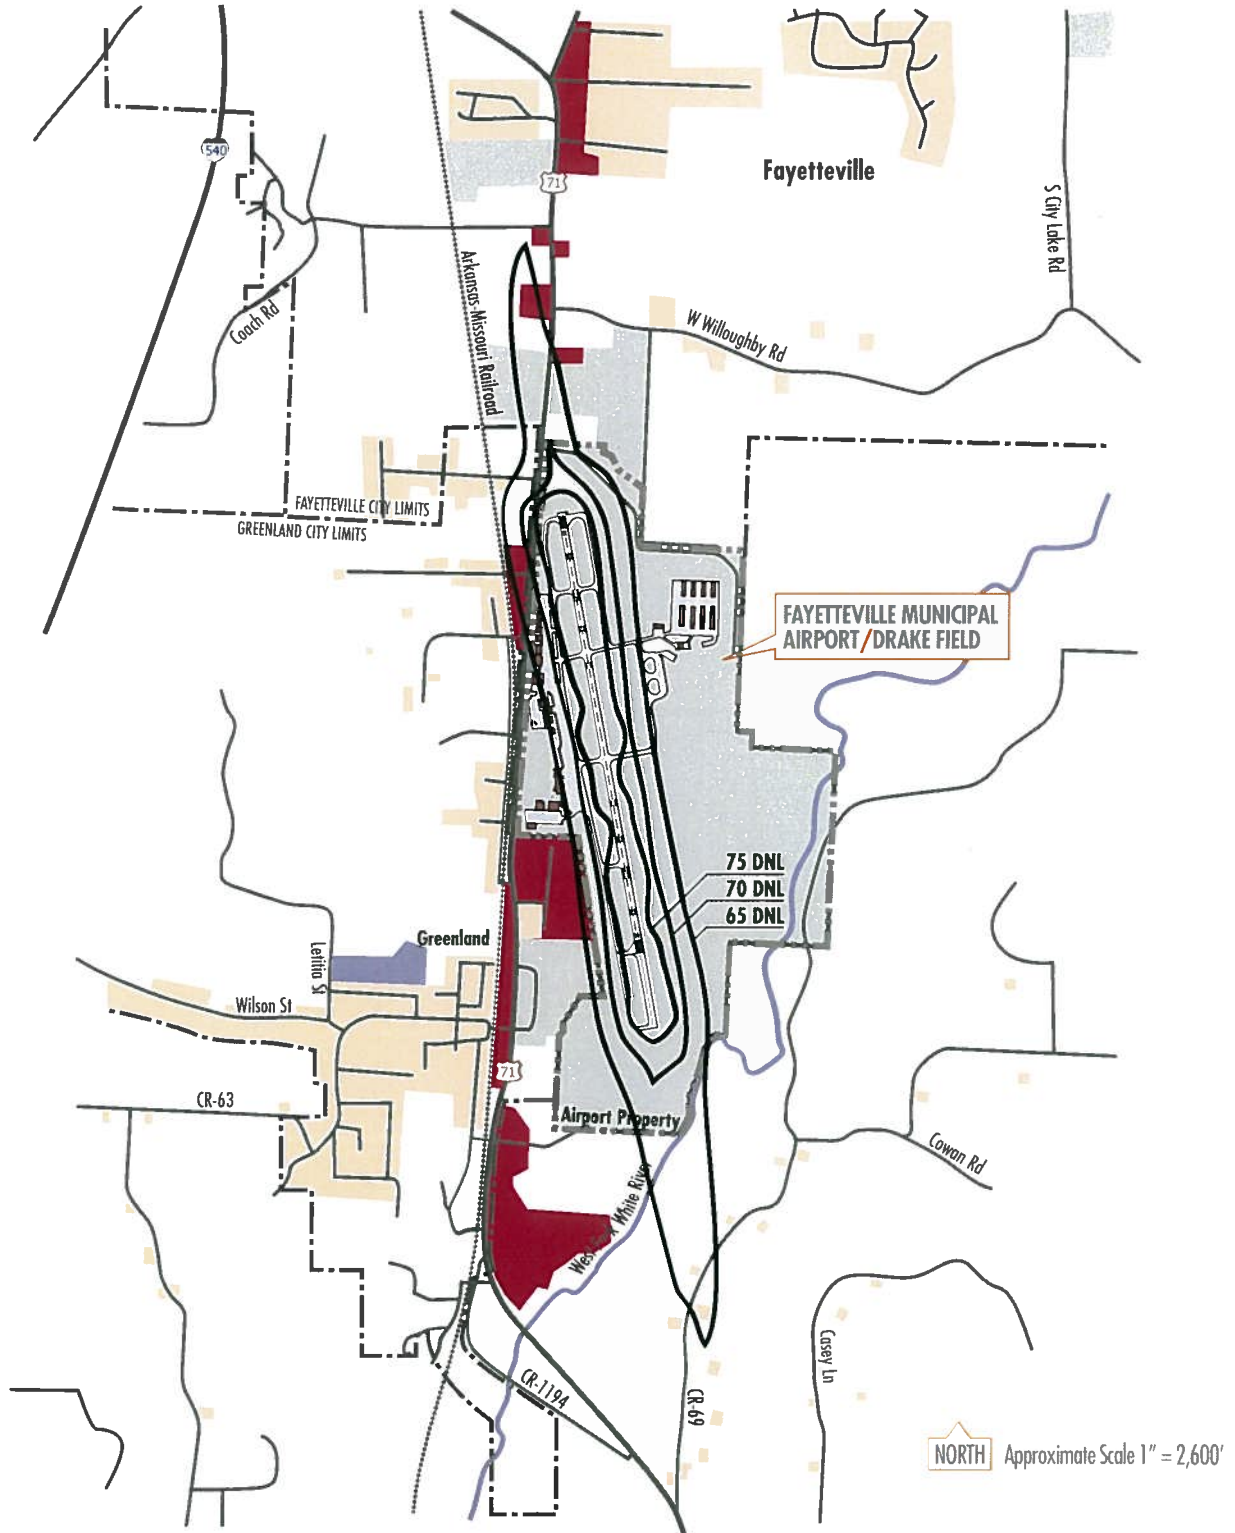 540
71
Fayetteville
S City Lake Rd
Arkansas-Missouri Railroad
Coach Rd
W Willoughby Rd
FAYETTEVILLE CITY LIMITS
GREENLAND CITY LIMITS
FAYETTEVILLE MUNICIPAL
AIRPORT/DRAKE FIELD
75 DNL
70 DNL
65 DNL
Greenland
Letitia St
Wilson St
71
CR-63
Airport Property
Cowan Rd
West Fork White River
Casey Ln
CR-1194
CR-69
NORTH Approximate Scale 1" = 2,600'